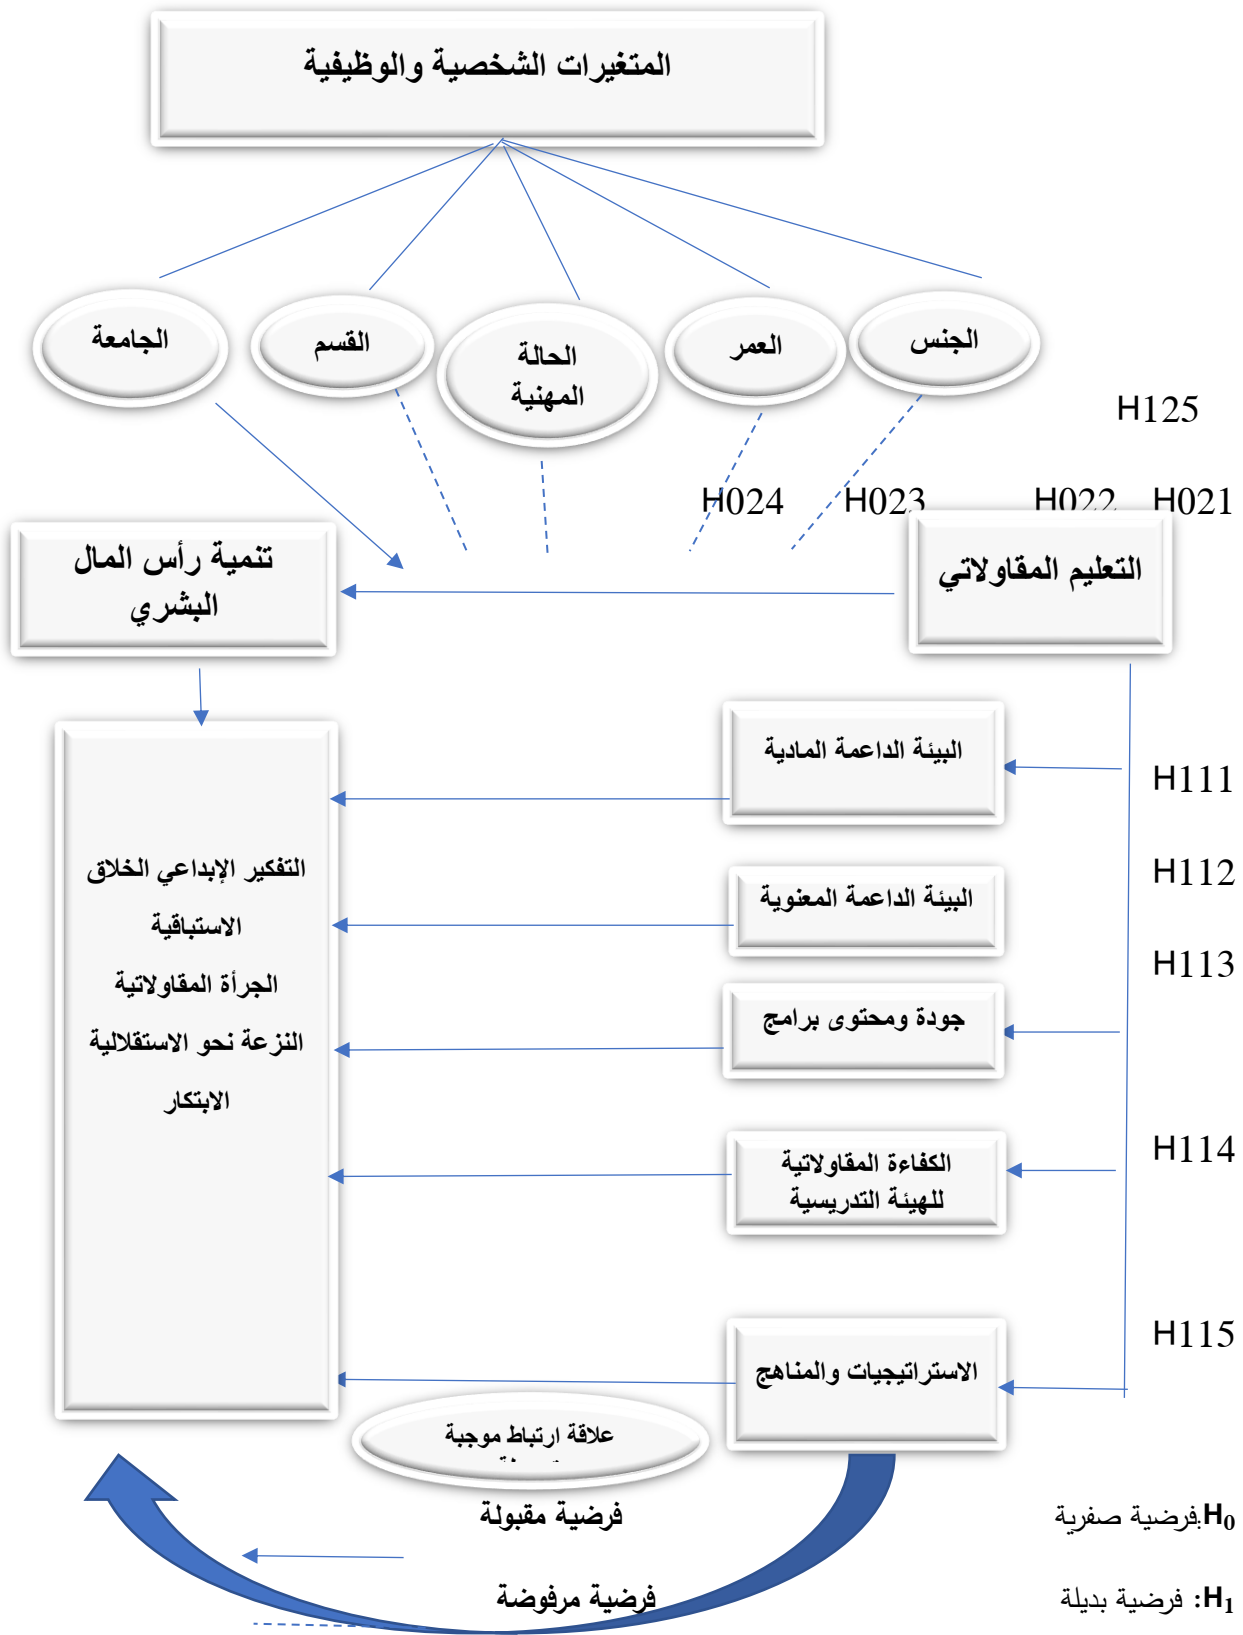 المتغيرات الشخصية والوظيفية
الجنس
العمر
الحالة
المهنية
القسم
الجامعة
H125
H024 H023 H022 H021
التعليم المقاولاتي
تنمية رأس المال
البشري
البيئة الداعمة المادية
H111
التفكير الإبداعي الخلاق
الاستباقية
الجرأة المقاولاتية
النزعة نحو الاستقلالية
الابتكار
H112
البيئة الداعمة المعنوية
H113
جودة ومحتوى برامج
H114
الكفاءة المقاولاتية
للهيئة التدريسية
H115
الاستراتيجيات والمناهج
علاقة ارتباط موجبة
فرضية مقبولة
H0:فرضية صفرية
فرضية مرفوضة
H1: فرضية بديلة